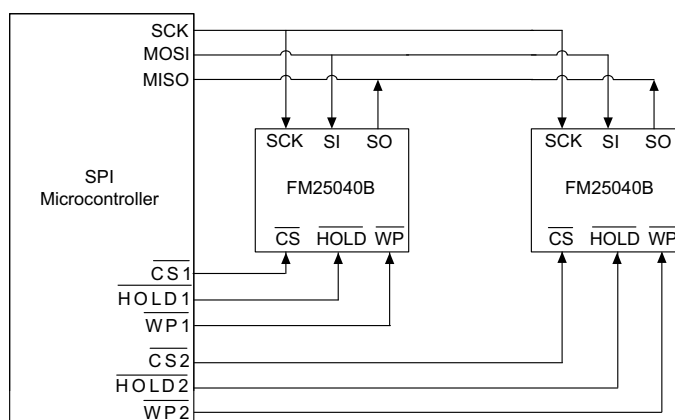 SCK
MOSI
MISO
SCK SI SO
SCK SI SO
SPI
Microcontroller
FM25040B
FM25040B
CS HOLD WP
CS HOLD WP
CS1
HOLD1
WP1
CS2
HOLD2
WP2